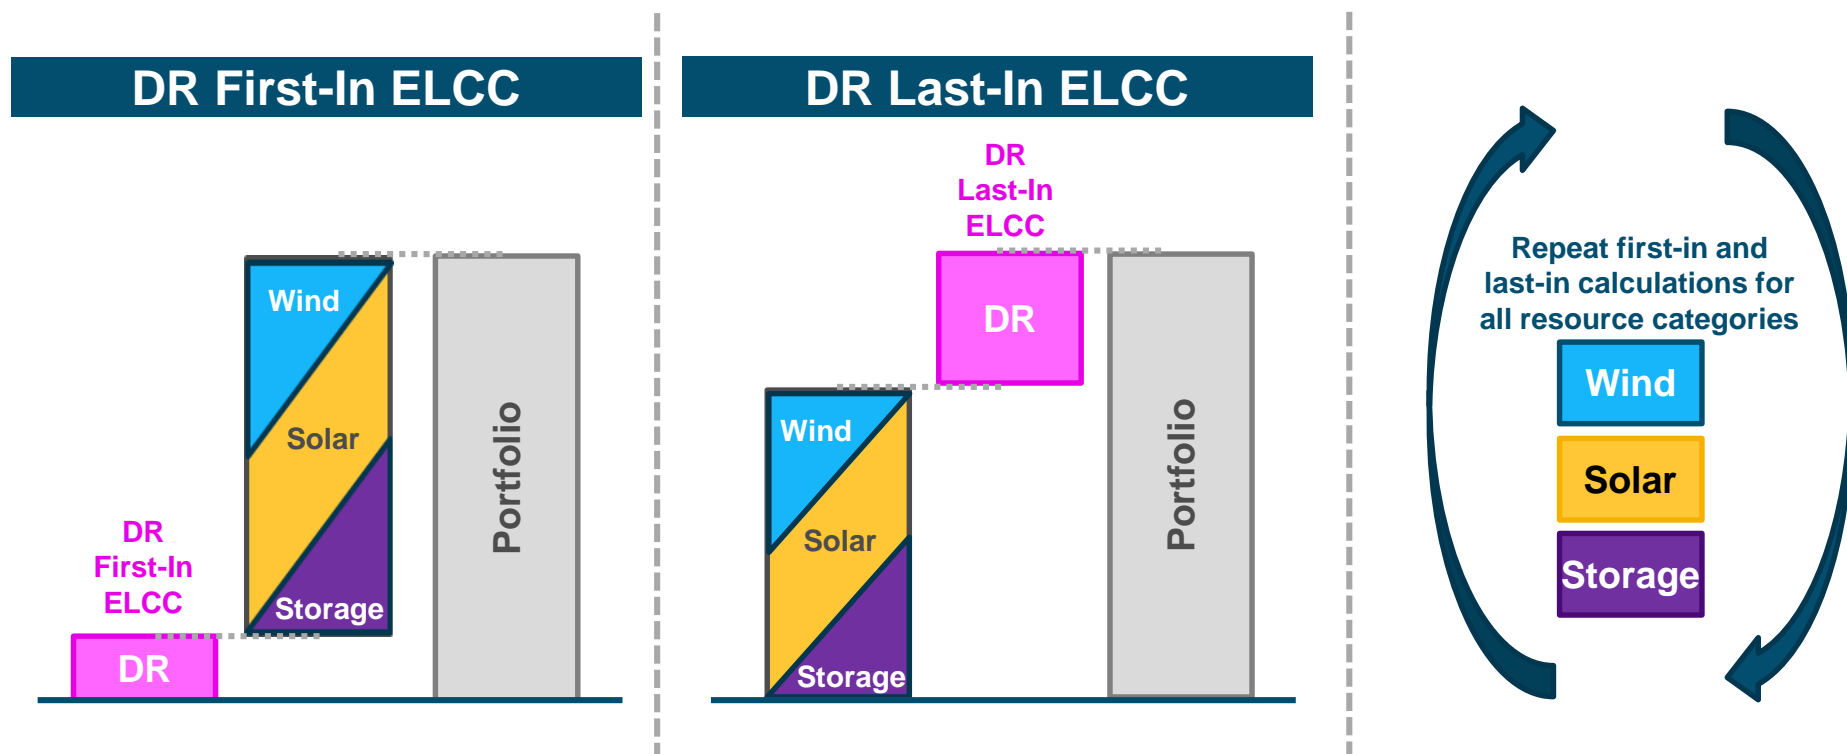 DR First-In ELCC
DR
First-In
ELCC
DR
Wind
Solar
Storage
Portfolio
DR Last-In ELCC
Wind
Solar
Storage
DR
Last-In
ELCC
DR
Portfolio
Repeat first-in and
last-in calculations for
all resource categories
Wind
Solar
Storage